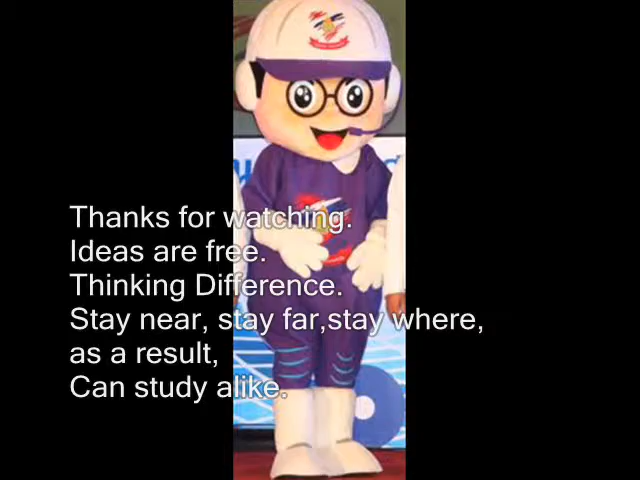 Thanks for watching.
Ideas are free.
Thinking Difference.
Stay near, stay far,stay where,
as a result,
Can study alike.